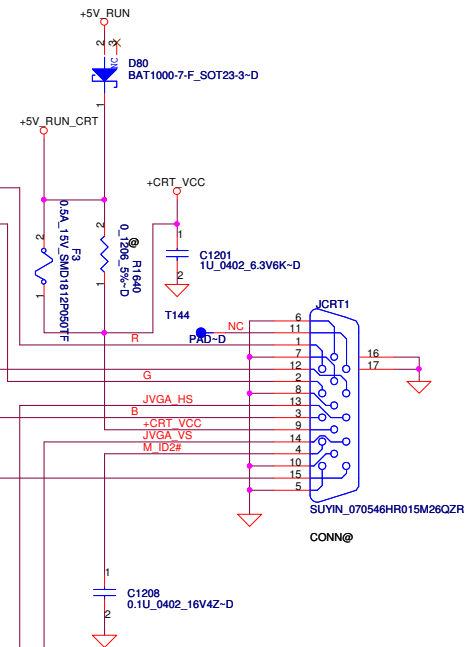 +5V_RUN
2
3
NC
D80
BAT1000-7-F_SOT23-3~D
1
+5V_RUN_CRT
+CRT_VCC
2
F3
0.5A_15V_SMD1812P050TF
1
2
@
R1640
0_1206_5%~D
1
1
C1201
1U_0402_6.3V6K~D
2
T144
PAD~D
NC
JCRT1
R
G
JVGA_HS
B
+CRT_VCC
JVGA_VS
M_ID2#
6
11
1
7
12
2
8
13
3
9
14
4
10
15
5
16
17
SUYIN_070546HR015M26QZR
CONN@
1
C1208
0.1U_0402_16V4Z~D
2